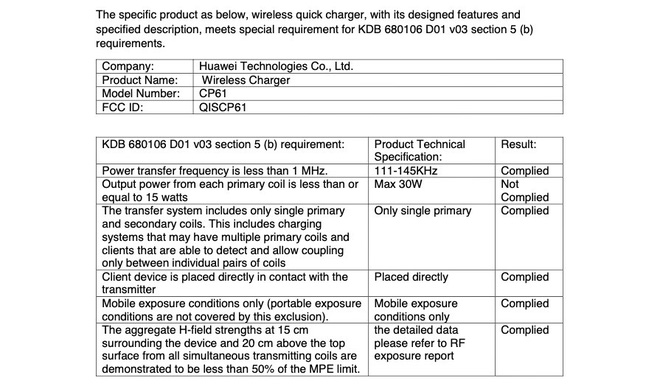 The specific product as below, wireless quick charger, with its designed features and
specified description, meets special requirement for KDB 680106 D01 v03 section 5 (b)
requirements.
Company: Huawei Technologies Co., Ltd.
Product Name: Wireless Charger
Model Number: CP61
FCC ID: QISCP61
KDB 680106 D01 v03 section 5 (b) requirement: Product Technical Result:
Specification:
Power transfer frequency is less than 1 MHz. 111-145KHz Complied
Output power from each primary coil is less than or Max 30W Not
equal to 15 watts Complied
The transfer system includes only single primary Only single primary Complied
and secondary coils. This includes charging
systems that may have multiple primary coils and
clients that are able to detect and allow coupling
only between individual pairs of coils
Client device is placed directly in contact with the Placed directly Complied
transmitter
Mobile exposure conditions only (portable exposure Mobile exposure Complied
conditions are not covered by this exclusion). conditions only
The aggregate H-field strengths at 15 cm the detailed data Complied
surrounding the device and 20 cm above the top please refer to RF
surface from all simultaneous transmitting coils are exposure report
demonstrated to be less than 50% of the MPE limit.